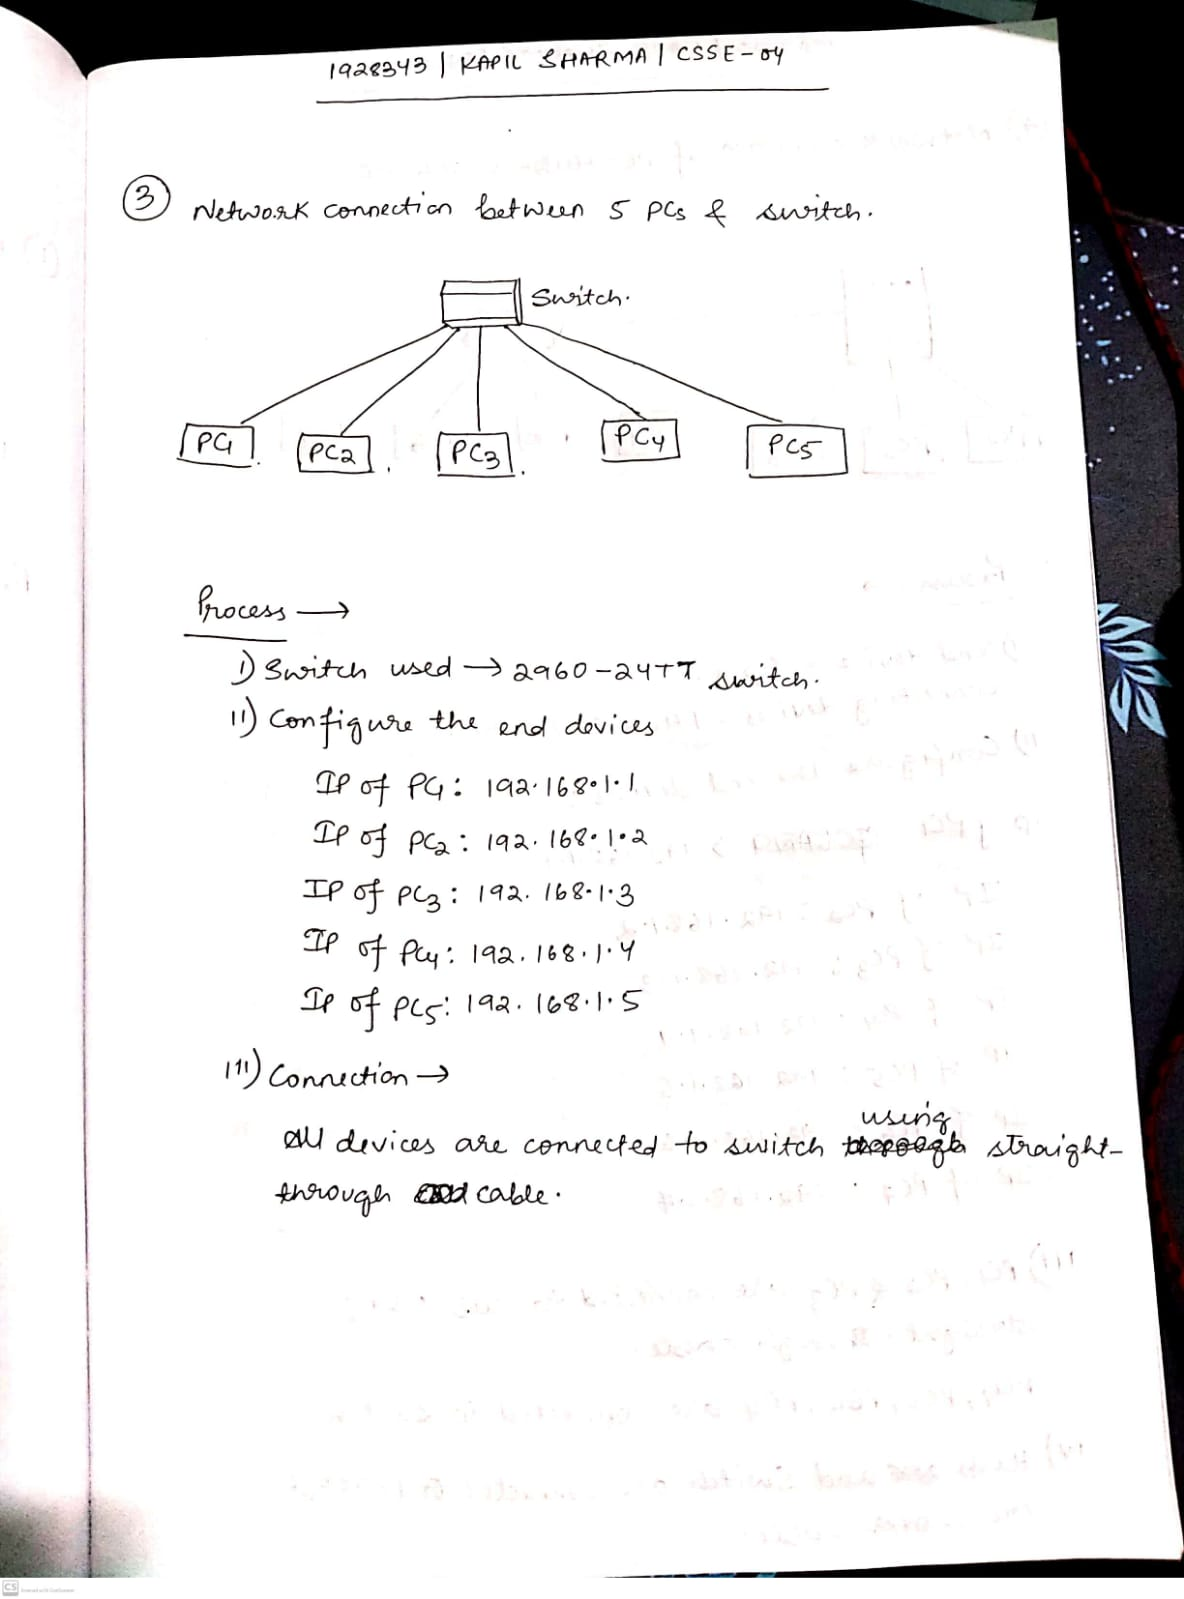 1928343 | KAPIL SHARMA | CSSE-04
3 Network connection between 5 PCs & switch.
Switch.
PC1 PC2 PC3 PC4 PC5
Process →
i) Switch used → 2960-24TT switch.
ii) Configure the end devices
IP of PC1: 192.168.1.1
IP of PC2: 192.168.1.2
IP of PC3: 192.168.1.3
IP of PC4: 192.168.1.4
IP of PC5: 192.168.1.5
iii) Connection →
All devices are connected to switch using straight-
through cable.
CS Scanned with CamScanner